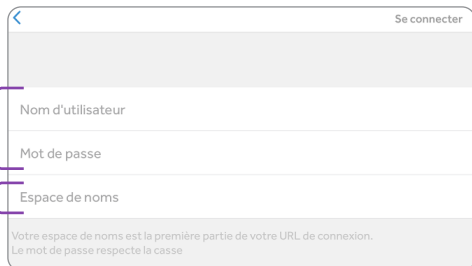 Se connecter
Nom d'utilisateur
Mot de passe
Espace de noms
Votre espace de noms est la première partie de votre URL de connexion.
Le mot de passe respecte la casse